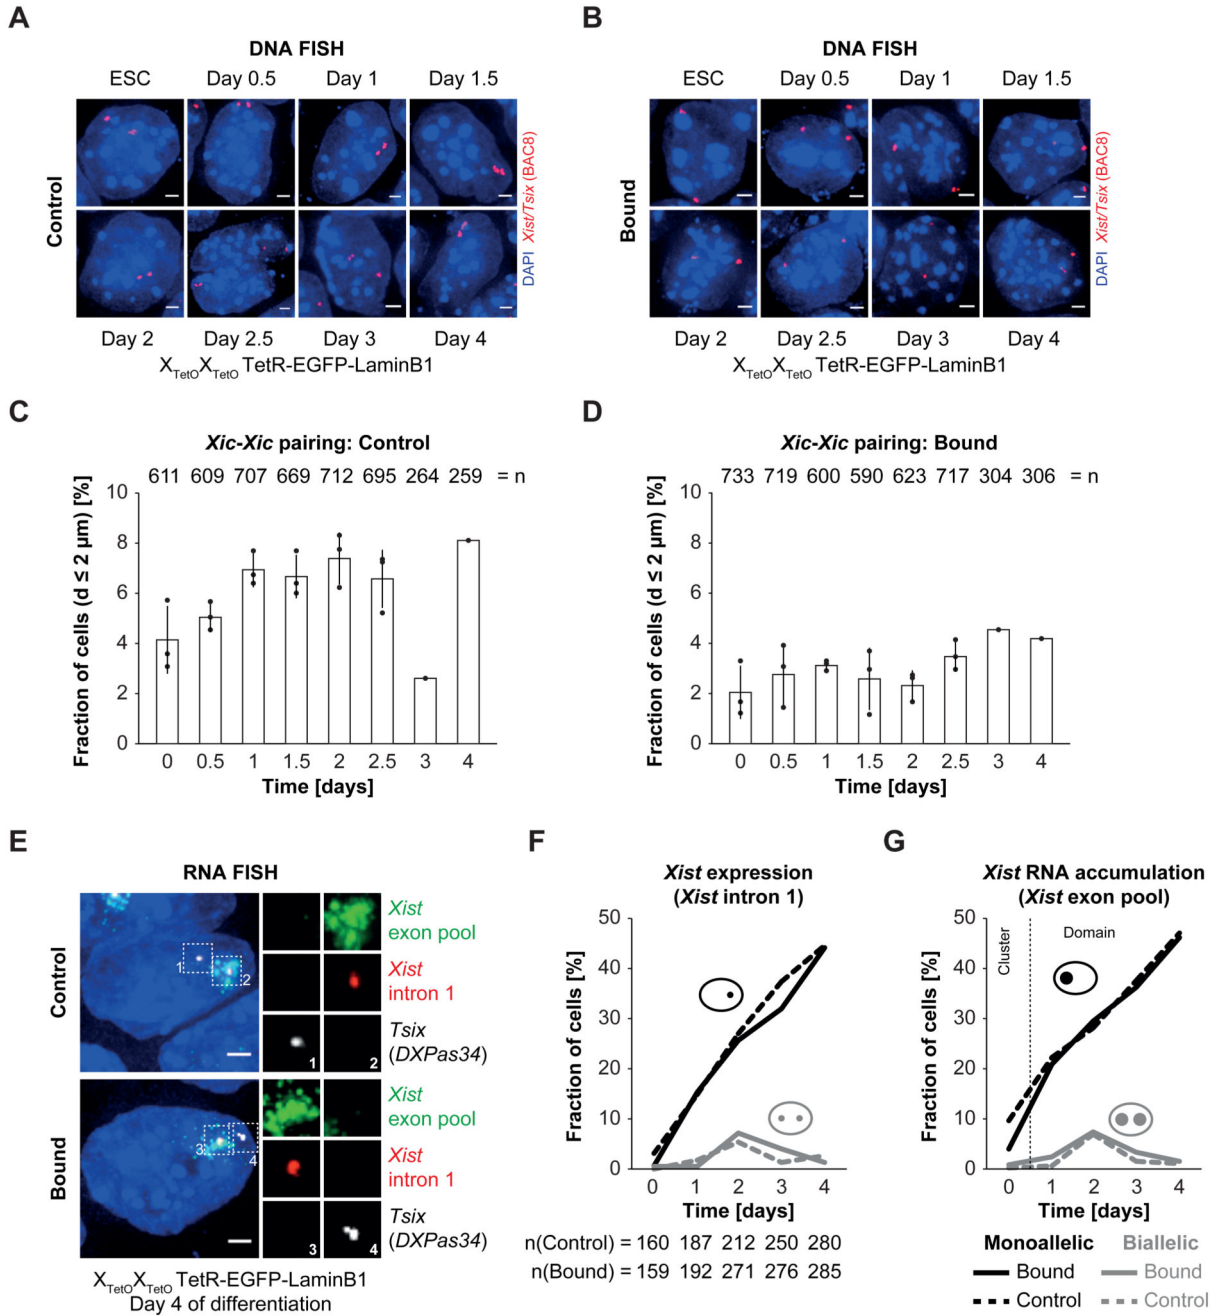 A
DNA FISH
ESC Day 0.5 Day 1 Day 1.5
Control
DAPI Xist/Tsix (BAC8)
Day 2 Day 2.5 Day 3 Day 4
XTetOXTetO TetR-EGFP-LaminB1
B
DNA FISH
ESC Day 0.5 Day 1 Day 1.5
Bound
DAPI Xist/Tsix (BAC8)
Day 2 Day 2.5 Day 3 Day 4
XTetOXTetO TetR-EGFP-LaminB1
C
Xic-Xic pairing: Control
611 609 707 669 712 695 264 259 = n
Fraction of cells (d ≤ 2 μm) [%]
10
8
6
4
2
0
0 0.5 1 1.5 2 2.5 3 4
Time [days]
D
Xic-Xic pairing: Bound
733 719 600 590 623 717 304 306 = n
Fraction of cells (d ≤ 2 μm) [%]
10
8
6
4
2
0
0 0.5 1 1.5 2 2.5 3 4
Time [days]
E
RNA FISH
Control
1
2
Xist
exon pool
Xist
intron 1
Tsix
(DXPas34)
1 2
Bound
3
4
Xist
exon pool
Xist
intron 1
Tsix
(DXPas34)
3 4
XTetOXTetO TetR-EGFP-LaminB1
Day 4 of differentiation
F
Xist expression
(Xist intron 1)
Fraction of cells [%]
50
40
30
20
10
0
0 1 2 3 4
Time [days]
n(Control) = 160 187 212 250 280
n(Bound) = 159 192 271 276 285
G
Xist RNA accumulation
(Xist exon pool)
Fraction of cells [%]
50
40
30
20
10
0
Cluster
Domain
0 1 2 3 4
Time [days]
Monoallelic Biallelic
Bound Bound
Control Control